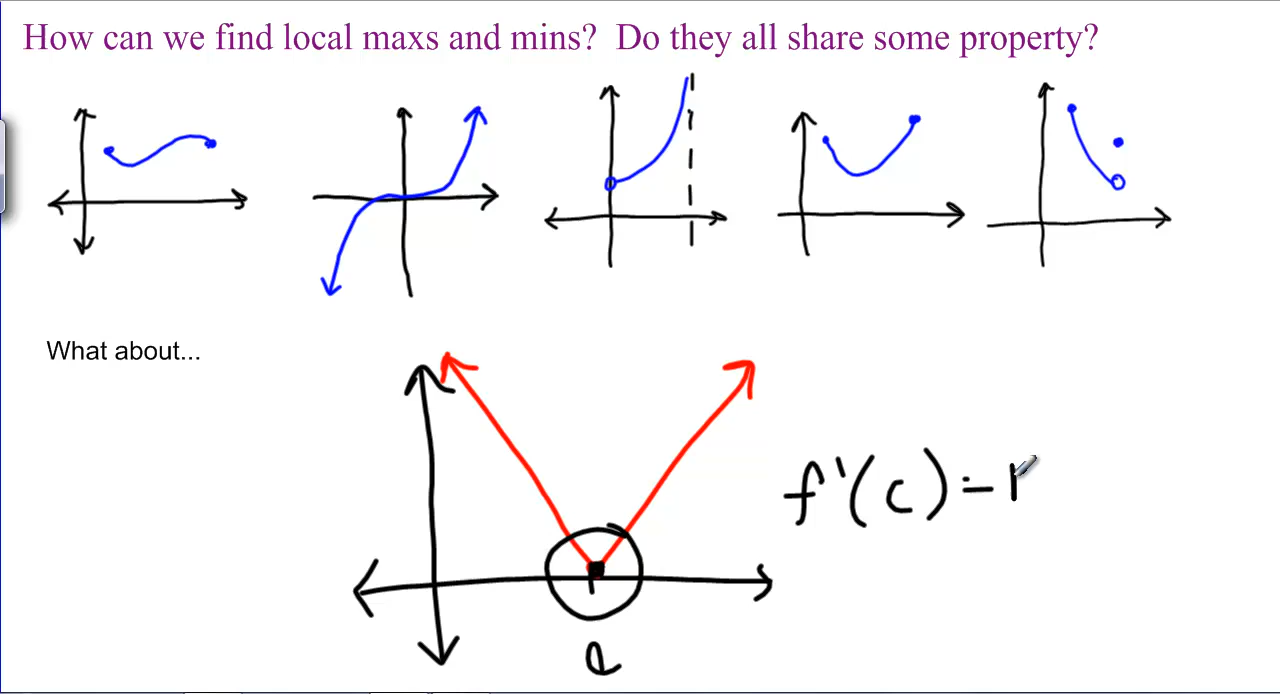 How can we find local maxs and mins? Do they all share some property?
What about...
f'(c)=